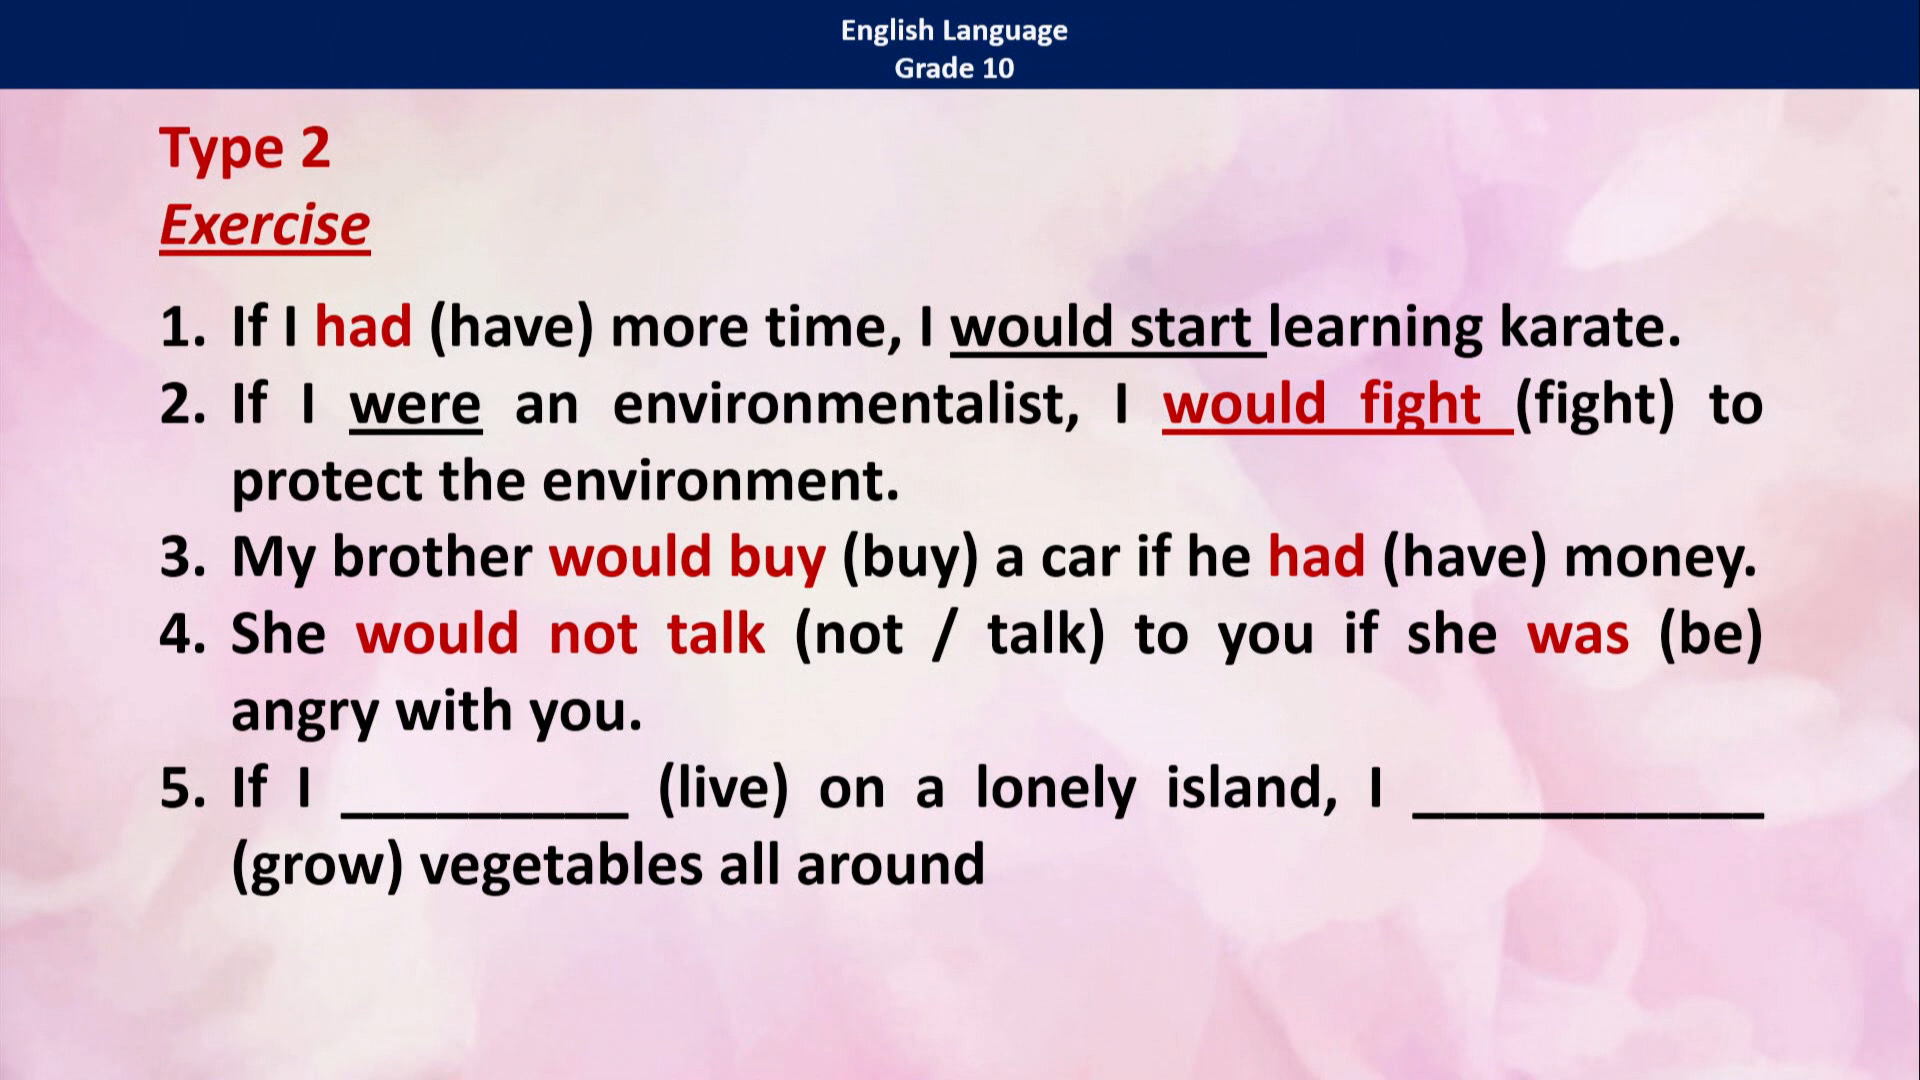 English Language
Grade 10
Type 2
Exercise
1. If I had (have) more time, I would start learning karate.
2. If I were an environmentalist, I would fight (fight) to
protect the environment.
3. My brother would buy (buy) a car if he had (have) money.
4. She would not talk (not / talk) to you if she was (be)
angry with you.
5. If I _________ (live) on a lonely island, I ___________
(grow) vegetables all around